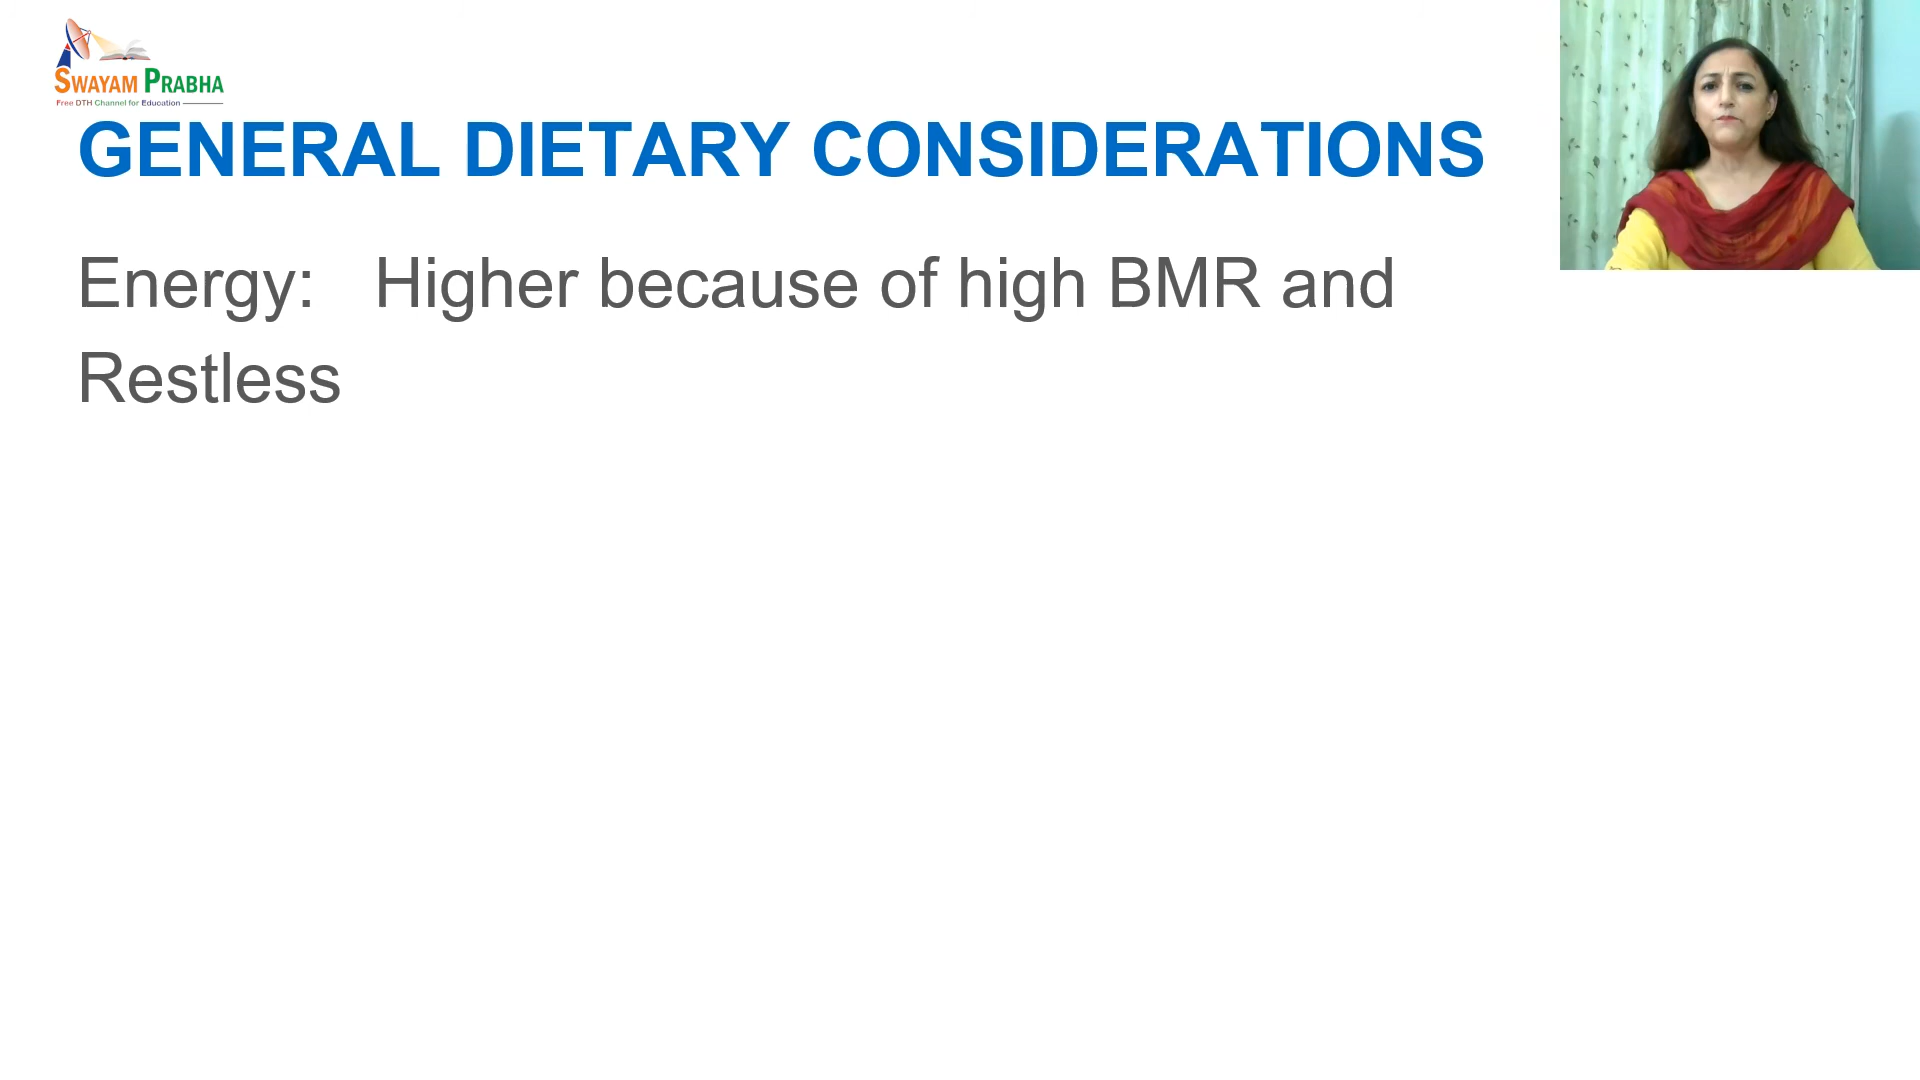 SWAYAM PRABHA
Free DTH Channel for Education
GENERAL DIETARY CONSIDERATIONS
Energy: Higher because of high BMR and
Restless